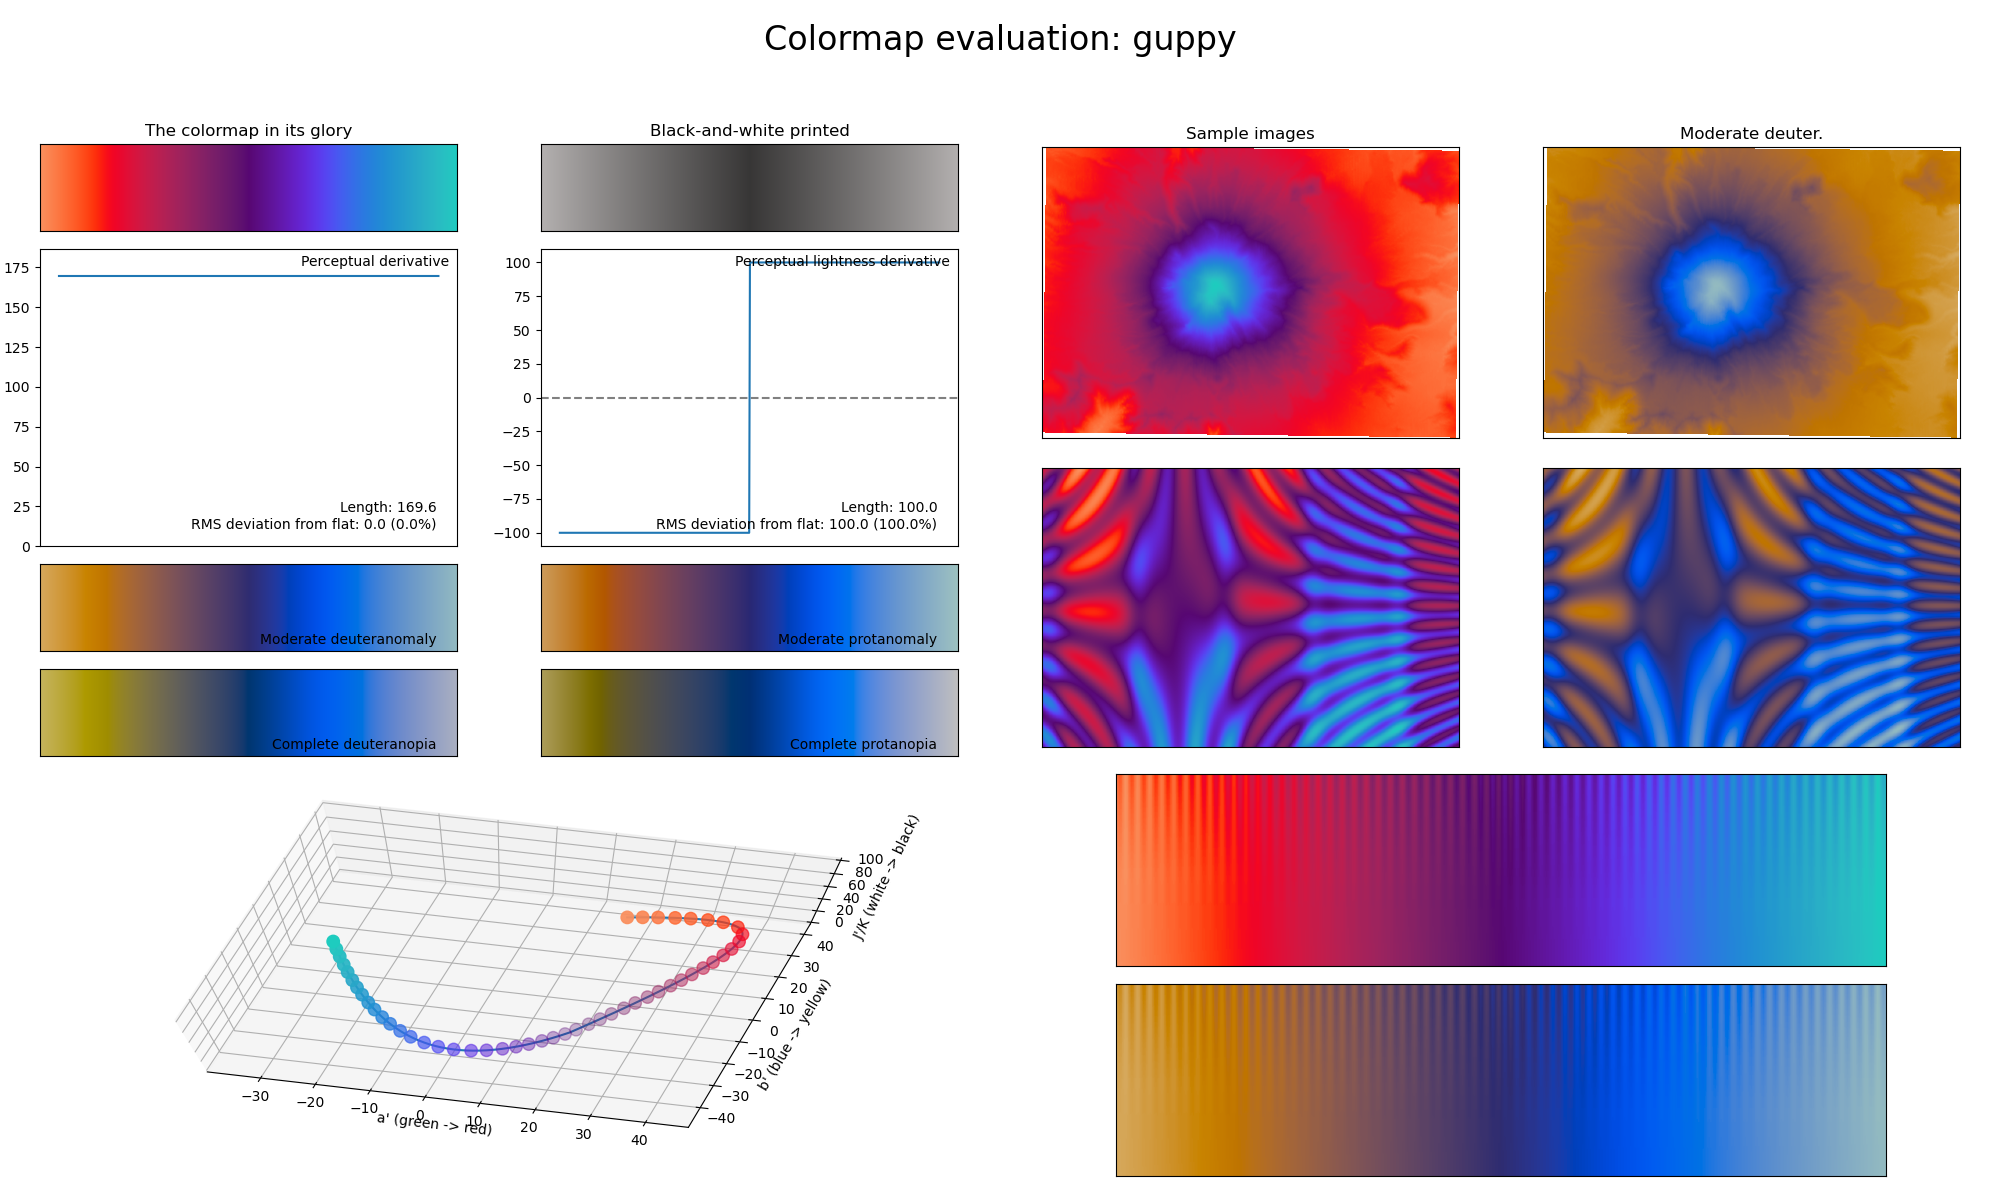 Colormap evaluation: guppy
The colormap in its glory
Black-and-white printed
Sample images
Moderate deuter.
Perceptual derivative
175
150
125
100
75
50
25
0
Length: 169.6
RMS deviation from flat: 0.0 (0.0%)
Perceptual lightness derivative
100
75
50
25
0
−25
−50
−75
−100
Length: 100.0
RMS deviation from flat: 100.0 (100.0%)
Moderate deuteranomaly
Moderate protanomaly
Complete deuteranopia
Complete protanopia
−30
−20
−10
0
10
20
30
40
a' (green -> red)
−40
−30
−20
−10
0
10
20
30
40
b' (blue -> yellow)
0
20
40
60
80
100
J'/K (white -> black)